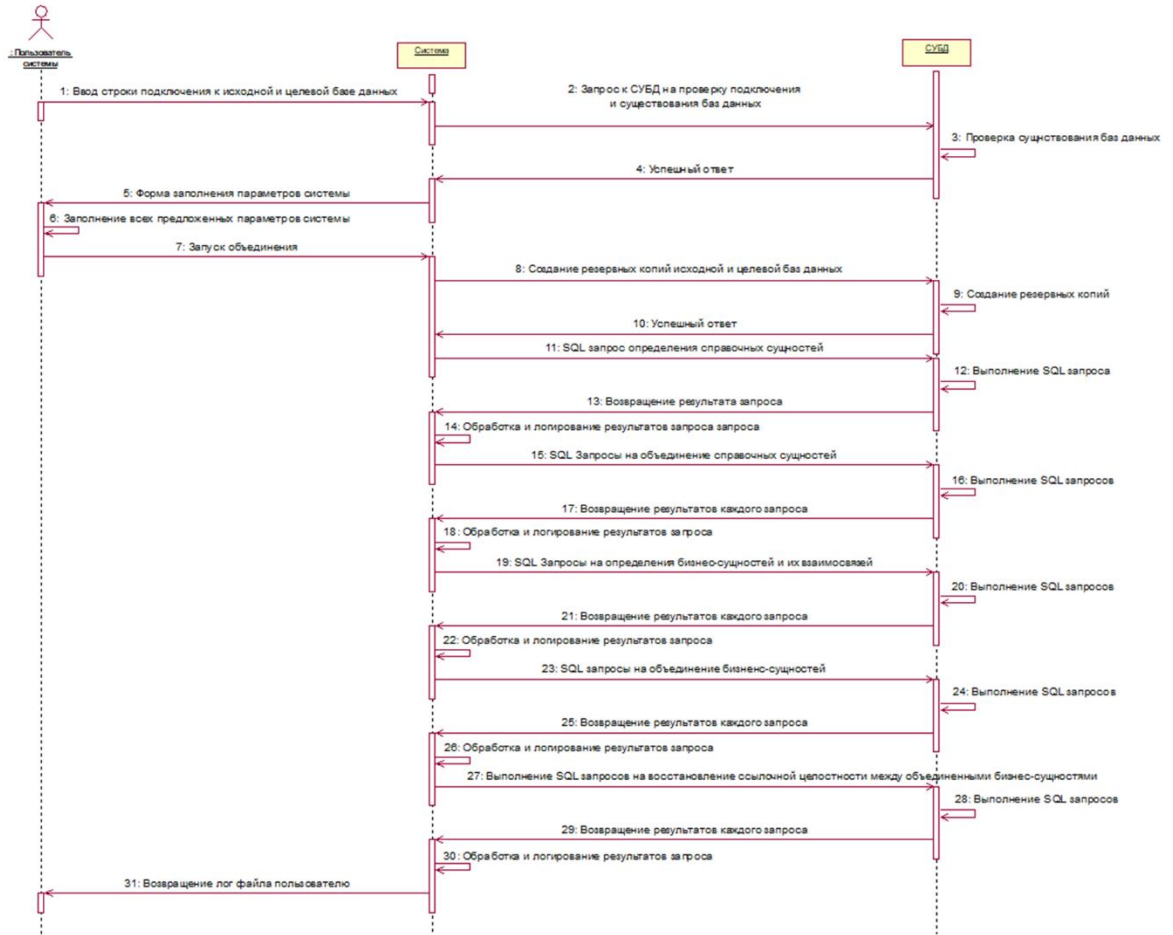 : Пользователь
системы
Система
СУБД
1: Ввод строки подключения к исходной и целевой базе данных
2: Запрос к СУБД на проверку подключения
и существования баз данных
3: Проверка сущнствования баз данных
4: Успешный ответ
5: Форма заполнения параметров системы
6: Заполнение всех предложенных параметров системы
7: Запуск объединения
8: Создание резервных копий исходной и целевой баз данных
9: Создание резервных копий
10: Успешный ответ
11: SQL запрос определения справочных сущностей
12: Выполнение SQL запроса
13: Возвращение результата запроса
14: Обработка и логирование результатов запроса запроса
15: SQL Запросы на объединение справочных сущностей
16: Выполнение SQL запросов
17: Возвращение результатов каждого запроса
18: Обработка и логирование результатов запроса
19: SQL Запросы на определения бизнес-сущностей и их взаимосвязей
20: Выполнение SQL запросов
21: Возвращение результатов каждого запроса
22: Обработка и логирование результатов запроса
23: SQL запросы на объединение бизненс-сущностей
24: Выполнение SQL запросов
25: Возвращение результатов каждого запроса
26: Обработка и логирование результатов запроса
27: Выполнение SQL запросов на восстановление ссылочной целостности между объединенными бизнес-сущностями
28: Выполнение SQL запросов
29: Возвращение результатов каждого запроса
30: Обработка и логирование результатов запроса
31: Возвращение лог файла пользователю